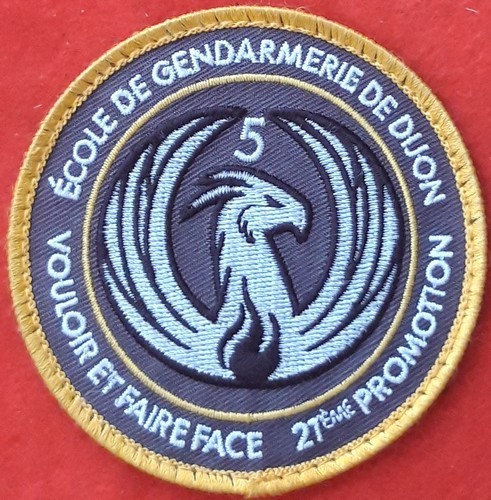 ÉCOLE DE GENDARMERIE DE DIJON
5
VOULOIR ET FAIRE FACE
27ÈME PROMOTION